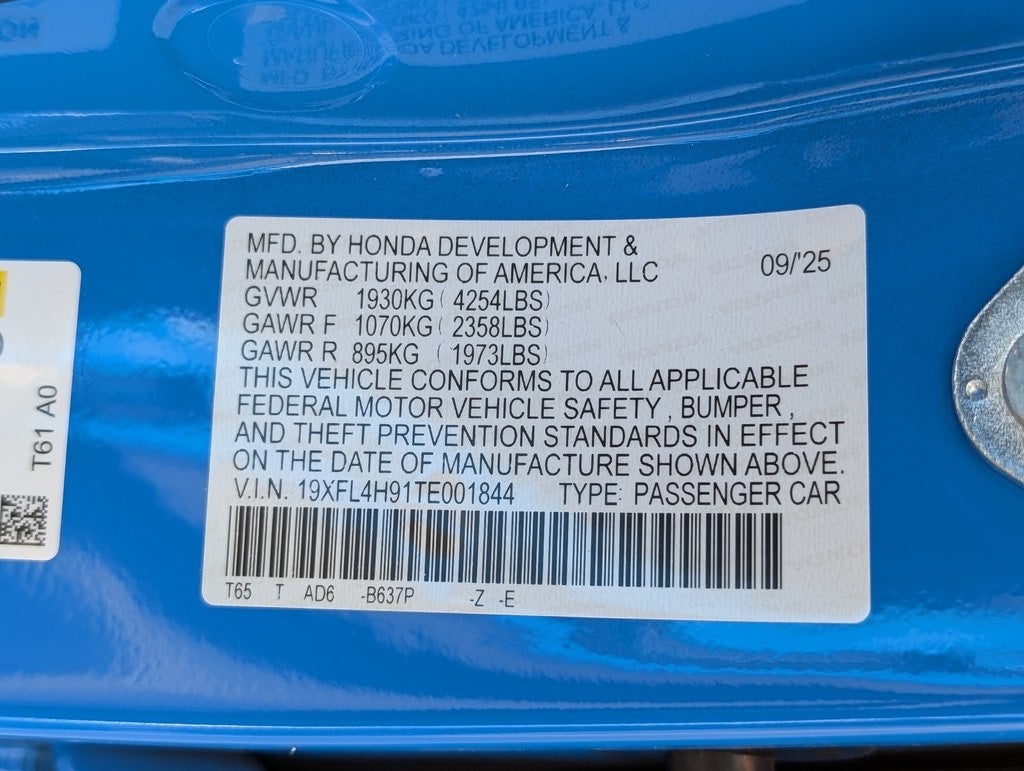 MFD. BY HONDA DEVELOPMENT &
MANUFACTURING OF AMERICA, LLC 09/'25
GVWR 1930KG ( 4254LBS)
GAWR F 1070KG ( 2358LBS)
GAWR R 895KG ( 1973LBS)
THIS VEHICLE CONFORMS TO ALL APPLICABLE
FEDERAL MOTOR VEHICLE SAFETY , BUMPER ,
AND THEFT PREVENTION STANDARDS IN EFFECT
ON THE DATE OF MANUFACTURE SHOWN ABOVE.
V.I.N. 19XFL4H91TE001844 TYPE: PASSENGER CAR
T65 T AD6 -B637P -Z -E
T61 A0